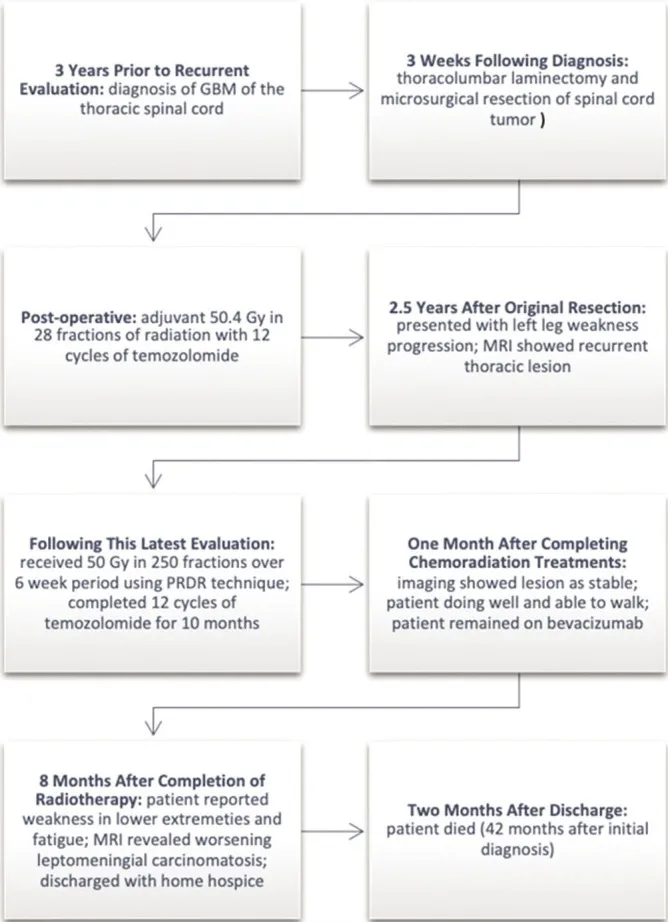 3 Years Prior to Recurrent
Evaluation: diagnosis of GBM of the
thoracic spinal cord
3 Weeks Following Diagnosis:
thoracolumbar laminectomy and
microsurgical resection of spinal cord
tumor )
Post-operative: adjuvant 50.4 Gy in
28 fractions of radiation with 12
cycles of temozolomide
2.5 Years After Original Resection:
presented with left leg weakness
progression; MRI showed recurrent
thoracic lesion
Following This Latest Evaluation:
received 50 Gy in 250 fractions over
6 week period using PRDR technique;
completed 12 cycles of
temozolomide for 10 months
One Month After Completing
Chemoradiation Treatments:
imaging showed lesion as stable;
patient doing well and able to walk;
patient remained on bevacizumab
8 Months After Completion of
Radiotherapy: patient reported
weakness in lower extremeties and
fatigue; MRI revealed worsening
leptomeningial carcinomatosis;
discharged with home hospice
Two Months After Discharge:
patient died (42 months after initial
diagnosis)